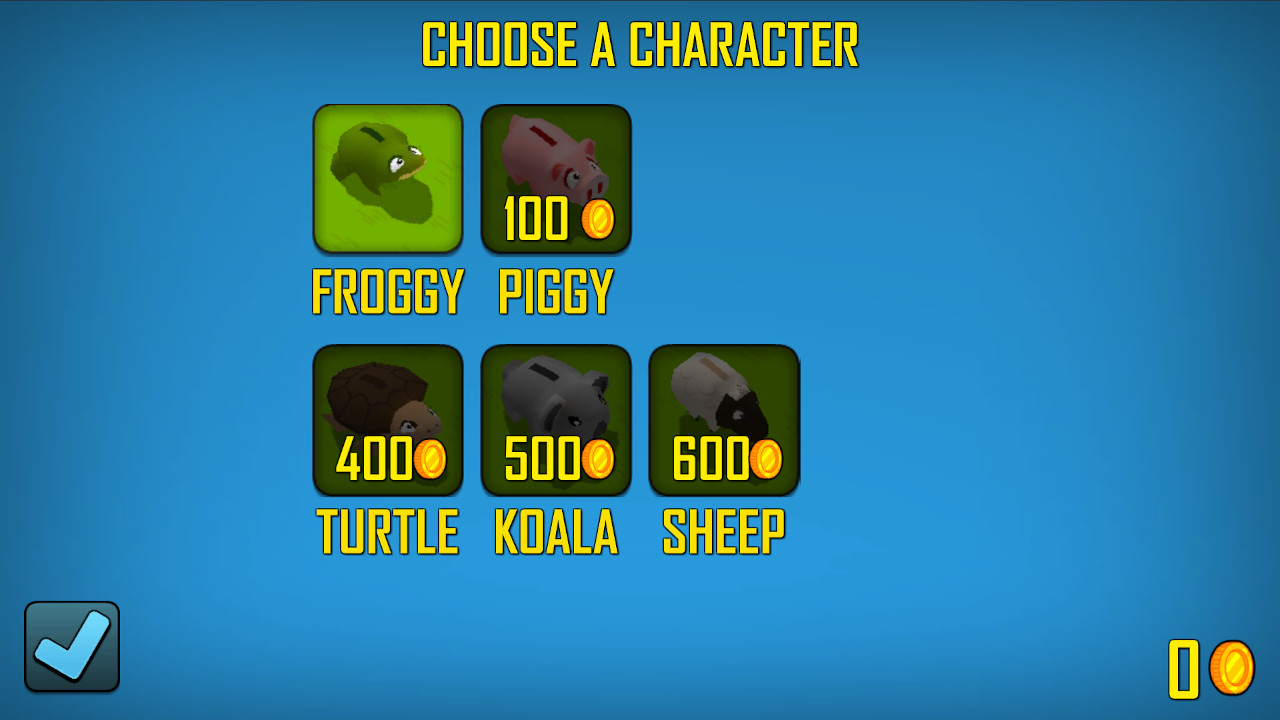 CHOOSE A CHARACTER
100
FROGGY PIGGY
400 500 600
TURTLE KOALA SHEEP
0